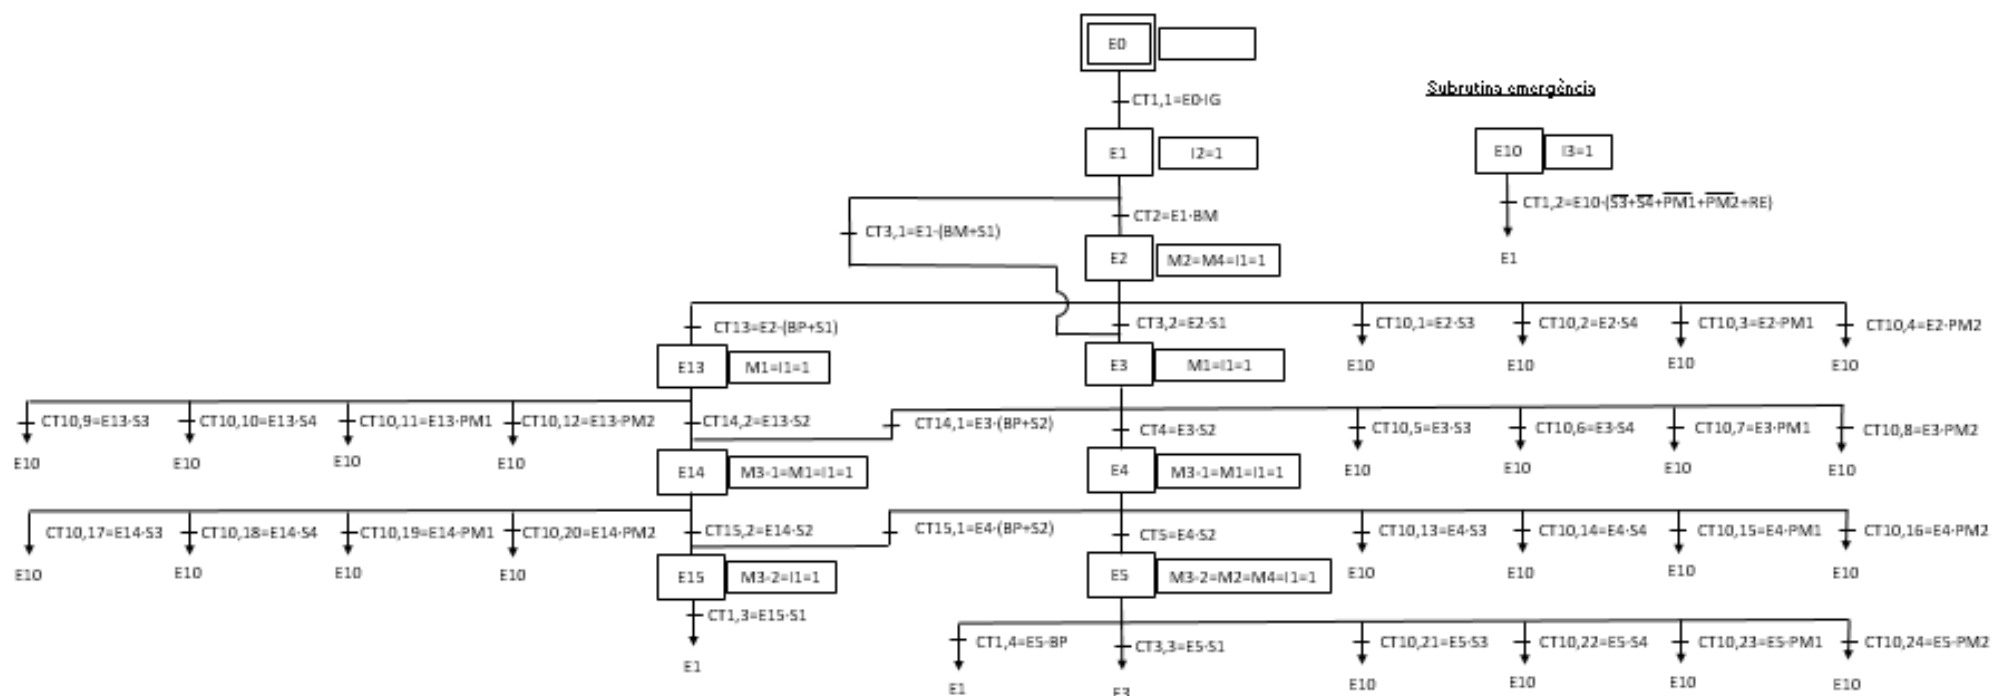 E0
Subrutina emergència
CT1,1=E0·IG
E1
I2=1
E10
I3=1
CT2=E1·BM
CT3,1=E1·(BM+S1)
CT1,2=E10·(S̅3̅+S̅4̅+P̅M̅1̅+P̅M̅2̅+RE)
E2
M2=M4=I1=1
E1
CT13=E2·(BP+S1)
CT3,2=E2·S1
CT10,1=E2·S3
CT10,2=E2·S4
CT10,3=E2·PM1
CT10,4=E2·PM2
E13
M1=I1=1
E3
M1=I1=1
E10
E10
E10
E10
CT10,9=E13·S3
CT10,10=E13·S4
CT10,11=E13·PM1
CT10,12=E13·PM2
CT14,2=E13·S2
CT14,1=E3·(BP+S2)
CT4=E3·S2
CT10,5=E3·S3
CT10,6=E3·S4
CT10,7=E3·PM1
CT10,8=E3·PM2
E10
E10
E10
E10
E14
M3-1=M1=I1=1
E4
M3-1=M1=I1=1
E10
E10
E10
E10
CT10,17=E14·S3
CT10,18=E14·S4
CT10,19=E14·PM1
CT10,20=E14·PM2
CT15,2=E14·S2
CT15,1=E4·(BP+S2)
CT5=E4·S2
CT10,13=E4·S3
CT10,14=E4·S4
CT10,15=E4·PM1
CT10,16=E4·PM2
E10
E10
E10
E10
E15
M3-2=I1=1
E5
M3-2=M2=M4=I1=1
E10
E10
E10
E10
CT1,3=E15·S1
CT1,4=E5·BP
CT3,3=E5·S1
CT10,21=E5·S3
CT10,22=E5·S4
CT10,23=E5·PM1
CT10,24=E5·PM2
E1
E1
E3
E10
E10
E10
E10